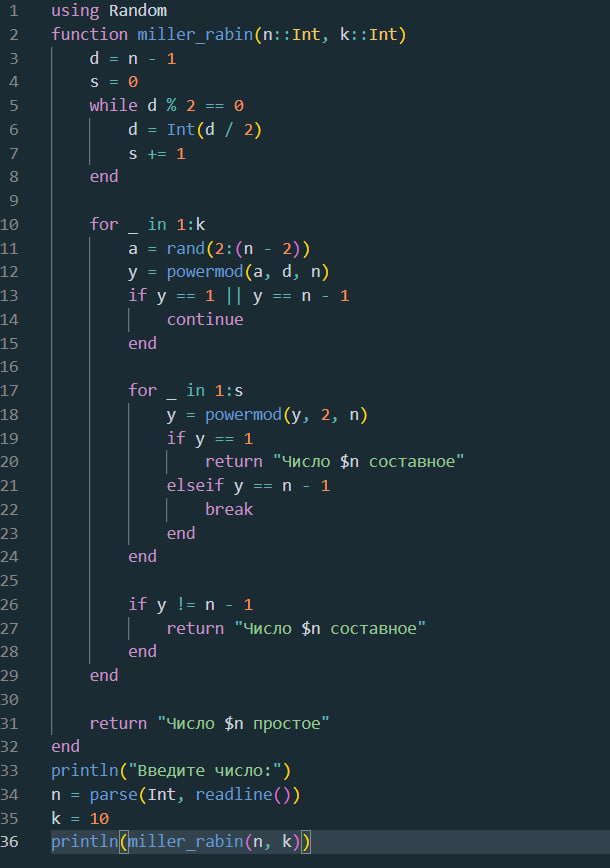 1 using Random
2 function miller_rabin(n::Int, k::Int)
3     d = n - 1
4     s = 0
5     while d % 2 == 0
6         d = Int(d / 2)
7         s += 1
8     end
9
10     for _ in 1:k
11         a = rand(2:(n - 2))
12         y = powermod(a, d, n)
13         if y == 1 || y == n - 1
14             continue
15         end
16
17         for _ in 1:s
18             y = powermod(y, 2, n)
19             if y == 1
20                 return "Число $n составное"
21             elseif y == n - 1
22                 break
23             end
24         end
25
26         if y != n - 1
27             return "Число $n составное"
28         end
29     end
30
31     return "Число $n простое"
32 end
33 println("Введите число:")
34 n = parse(Int, readline())
35 k = 10
36 println(miller_rabin(n, k))